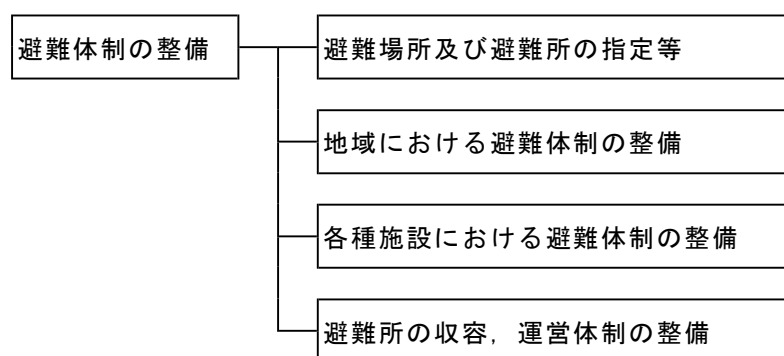 避難体制の整備
避難場所及び避難所の指定等
地域における避難体制の整備
各種施設における避難体制の整備
避難所の収容，運営体制の整備